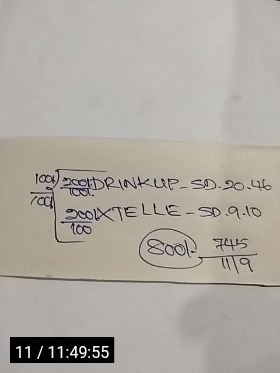 100/- 200/- DRINKUP - SD.20.46
100/- 100/-
200/- XTELLE - SD.9.10
100
800/- 745
11/9
11 / 11:49:55